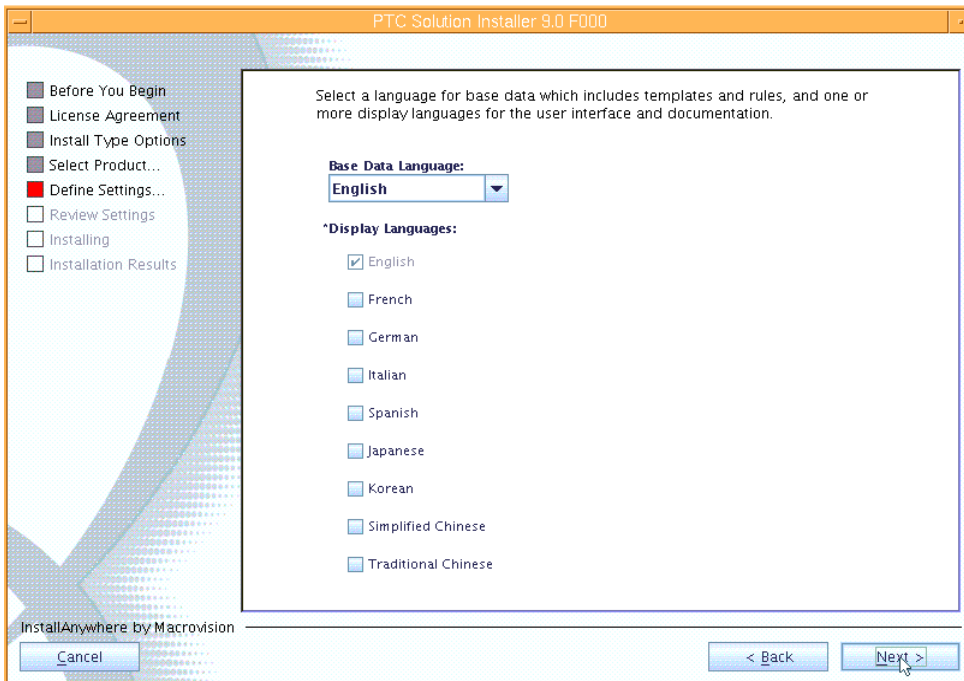 PTC Solution Installer 9.0 F000
Before You Begin
License Agreement
Install Type Options
Select Product...
Define Settings...
Review Settings
Installing
Installation Results
Select a language for base data which includes templates and rules, and one or
more display languages for the user interface and documentation.
Base Data Language:
English
*Display Languages:
English
French
German
Italian
Spanish
Japanese
Korean
Simplified Chinese
Traditional Chinese
InstallAnywhere by Macrovision
Cancel
< Back
Next >